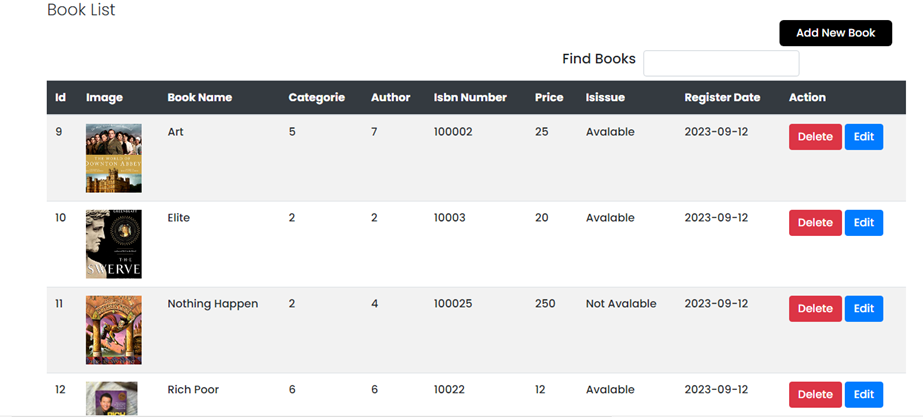 Book List
Add New Book
Find Books
Id Image Book Name Categorie Author Isbn Number Price Isissue Register Date Action
9 Art 5 7 100002 25 Avalable 2023-09-12 Delete Edit
THE WORLD OF
DOWNTON ABBEY
10 Elite 2 2 10003 20 Avalable 2023-09-12 Delete Edit
GREENBLATT
THE
SWERVE
11 Nothing Happen 2 4 100025 250 Not Avalable 2023-09-12 Delete Edit
12 Rich Poor 6 6 10022 12 Avalable 2023-09-12 Delete Edit
RICH